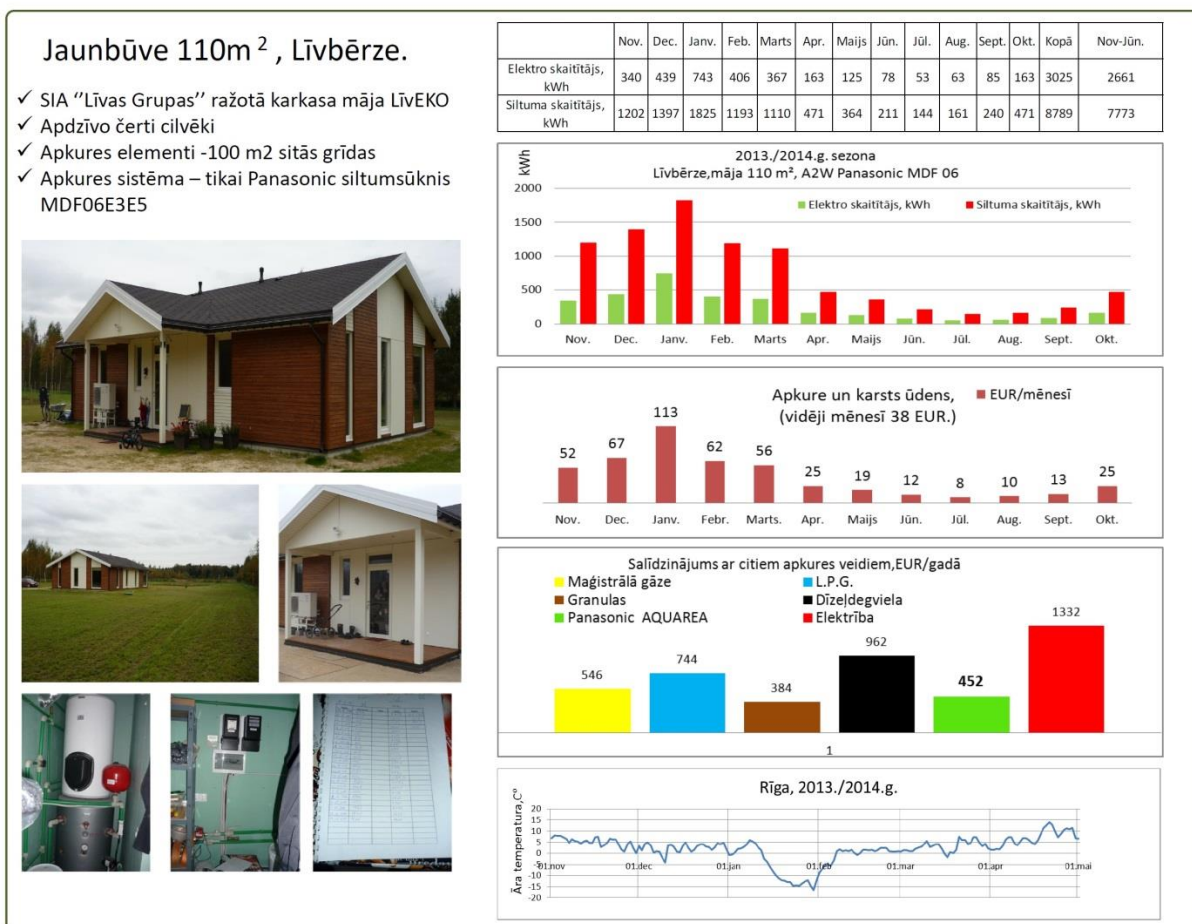 Jaunbūve 110m ² , Līvbērze.
✓ SIA ‘‘Līvas Grupas’’ ražotā karkasa māja LīvEKO
✓ Apdzīvo čerti cilvēki
✓ Apkures elementi -100 m2 sitās grīdas
✓ Apkures sistēma – tikai Panasonic siltumsūknis
MDF06E3E5
Nov. Dec. Janv. Feb. Marts Apr. Maijs Jūn. Jūl. Aug. Sept. Okt. Kopā Nov-Jūn.
Elektro skaitītājs, kWh 340 439 743 406 367 163 125 78 53 63 85 163 3025 2661
Siltuma skaitītājs, kWh 1202 1397 1825 1193 1110 471 364 211 144 161 240 471 8789 7773
2013./2014.g. sezona
Līvbērze,māja 110 m², A2W Panasonic MDF 06
kWh
Elektro skaitītājs, kWh Siltuma skaitītājs, kWh
2000
1500
1000
500
0
Nov. Dec. Janv. Feb. Marts Apr. Maijs Jūn. Jūl. Aug. Sept. Okt.
Apkure un karsts ūdens,
(vidēji mēnesī 38 EUR.)
EUR/mēnesī
52 67 113 62 56 25 19 12 8 10 13 25
Nov. Dec. Janv. Febr. Marts. Apr. Maijs Jūn. Jūl. Aug. Sept. Okt.
Salīdzinājums ar citiem apkures veidiem,EUR/gadā
Maģistrālā gāze L.P.G.
Granulas Dīzeļdegviela
Panasonic AQUAREA Elektrība
546 744 384 962 452 1332
1
Rīga, 2013./2014.g.
Āra temperatura,C°
20
15
10
5
0
-5
-10
-15
-20
01.nov 01.dec 01.jan 01.feb 01.mar 01.apr 01.mai